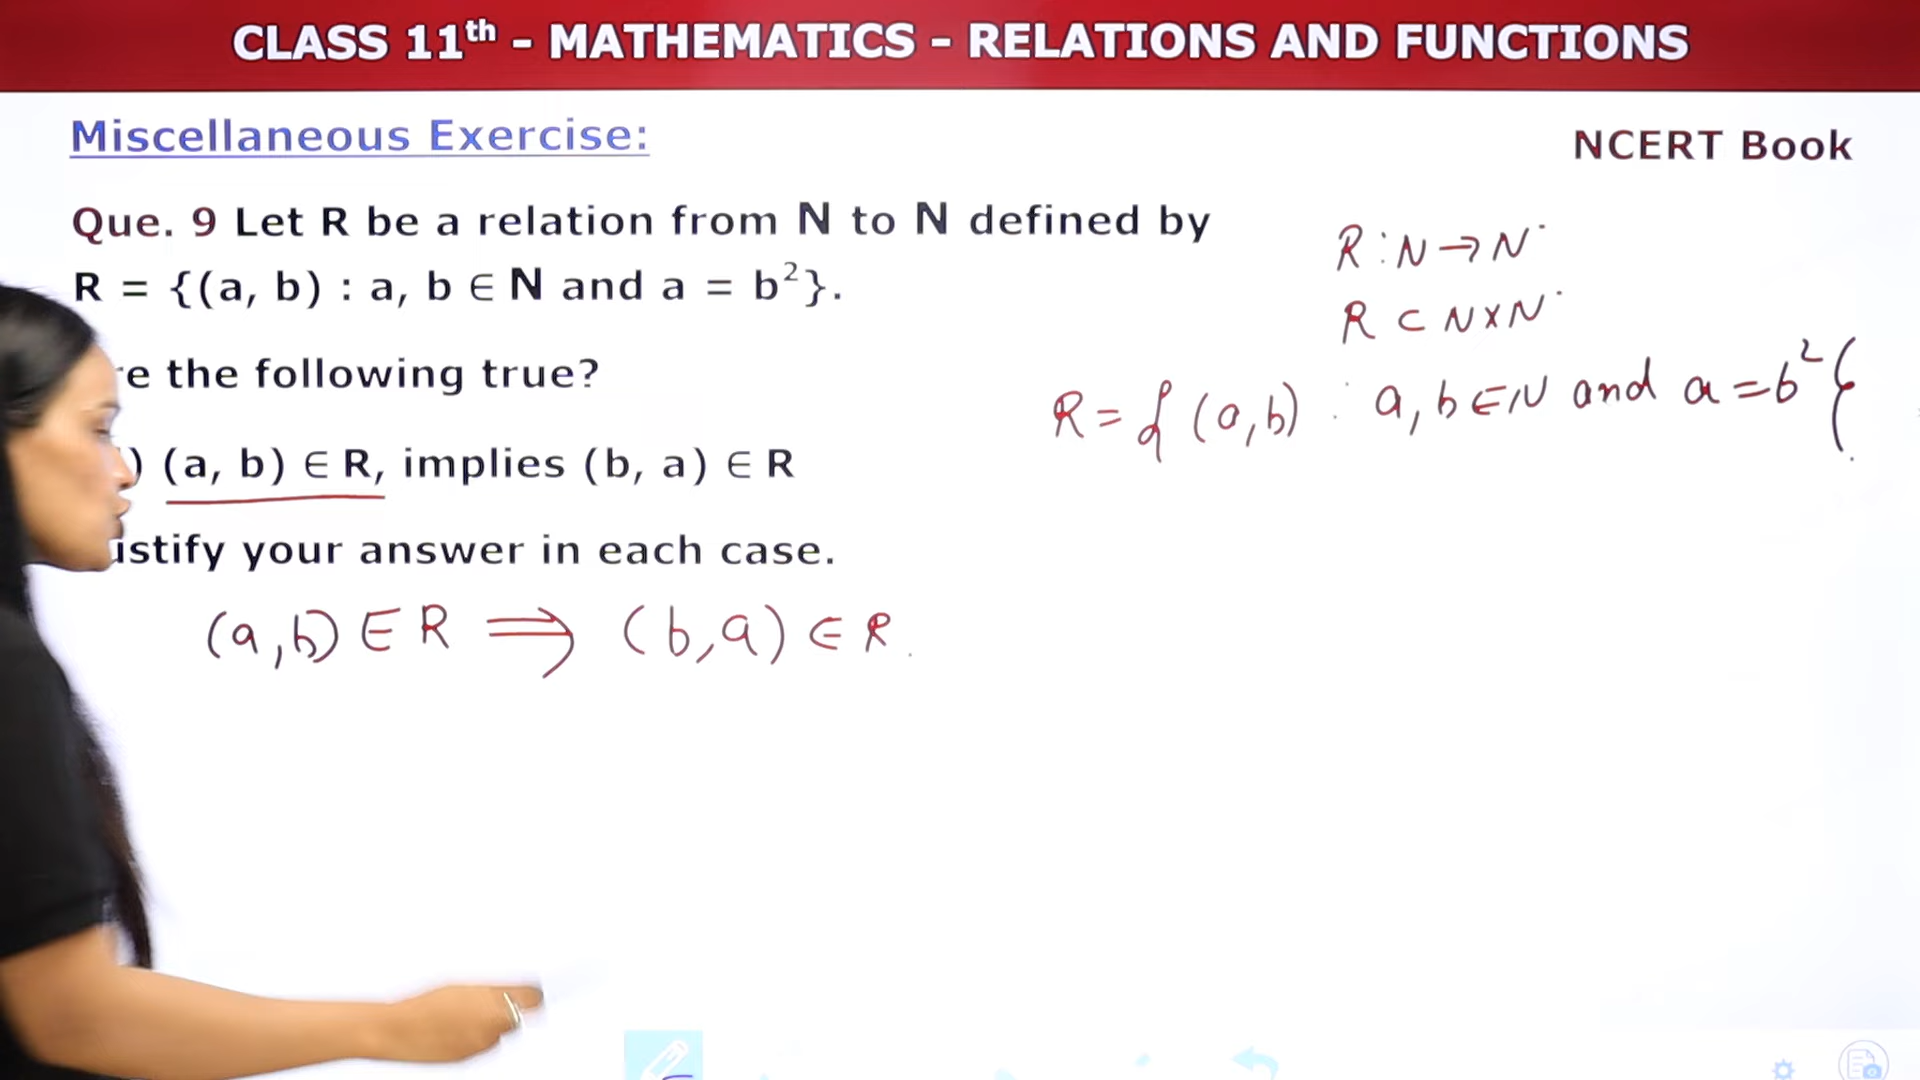 CLASS 11th - MATHEMATICS - RELATIONS AND FUNCTIONS
Miscellaneous Exercise:
NCERT Book
Que. 9 Let R be a relation from N to N defined by
R = {(a, b) : a, b ∈ N and a = b²}.
R : N → N
R ⊂ N×N
e the following true?
R = { (a,b) : a, b ∈ N and a = b² }
) (a, b) ∈ R, implies (b, a) ∈ R
ustify your answer in each case.
(a,b) ∈ R ⟹ (b,a) ∈ R.